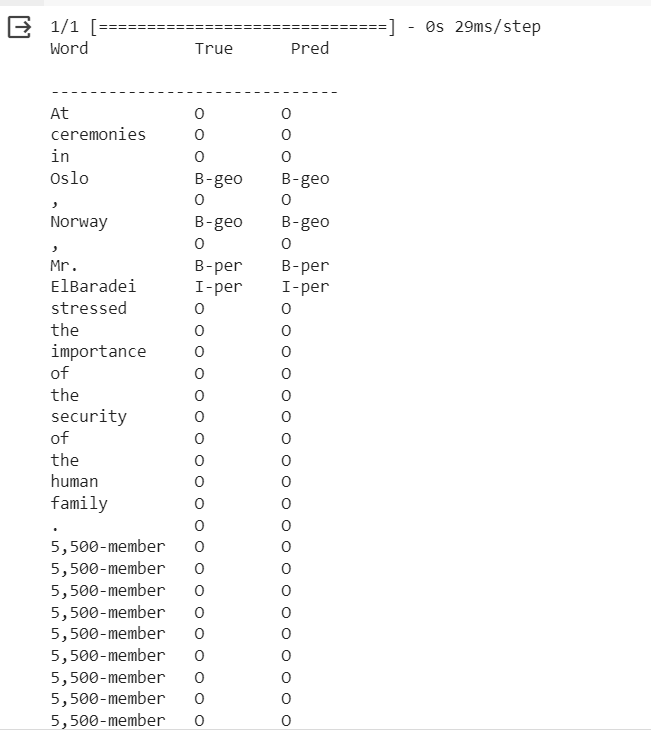 1/1 [==============================] - 0s 29ms/step
Word           True      Pred
------------------------------
At             O       O
ceremonies     O       O
in             O       O
Oslo           B-geo   B-geo
,              O       O
Norway         B-geo   B-geo
,              O       O
Mr.            B-per   B-per
ElBaradei      I-per   I-per
stressed       O       O
the            O       O
importance     O       O
of             O       O
the            O       O
security       O       O
of             O       O
the            O       O
human          O       O
family         O       O
.              O       O
5,500-member   O       O
5,500-member   O       O
5,500-member   O       O
5,500-member   O       O
5,500-member   O       O
5,500-member   O       O
5,500-member   O       O
5,500-member   O       O
5,500-member   O       O